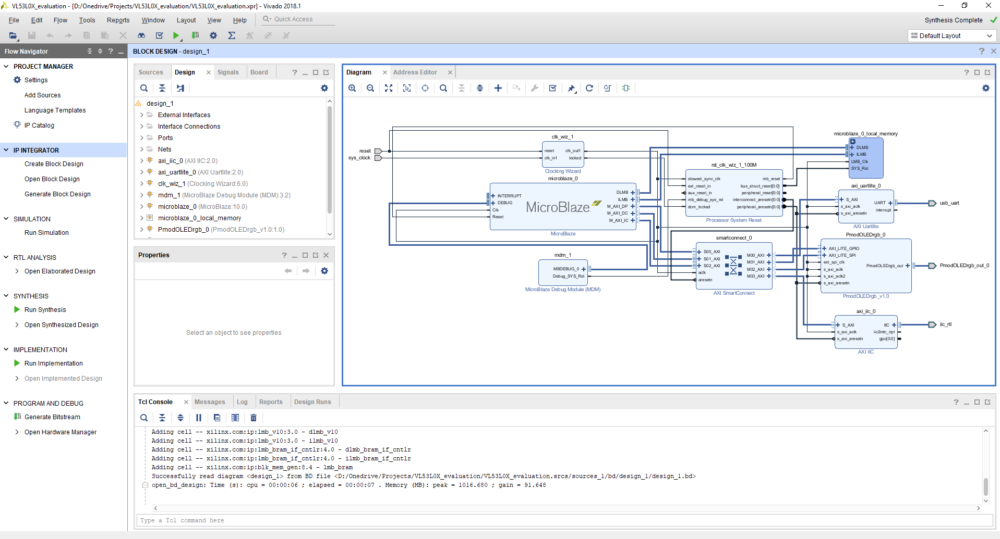 VL53L0X_evaluation - [D:/Onedrive/Projects/VL53L0X_evaluation/VL53L0X_evaluation.xpr] - Vivado 2018.1
File Edit Flow Tools Reports Window Layout View Help Quick Access
Synthesis Complete
Default Layout
Flow Navigator
PROJECT MANAGER
Settings
Add Sources
Language Templates
IP Catalog
IP INTEGRATOR
Create Block Design
Open Block Design
Generate Block Design
SIMULATION
Run Simulation
RTL ANALYSIS
Open Elaborated Design
SYNTHESIS
Run Synthesis
Open Synthesized Design
IMPLEMENTATION
Run Implementation
Open Implemented Design
PROGRAM AND DEBUG
Generate Bitstream
Open Hardware Manager
BLOCK DESIGN - design_1
Sources Design Signals Board
design_1
External Interfaces
Interface Connections
Ports
Nets
axi_iic_0 (AXI IIC:2.0)
axi_uartlite_0 (AXI Uartlite:2.0)
clk_wiz_1 (Clocking Wizard:6.0)
mdm_1 (MicroBlaze Debug Module (MDM):3.2)
microblaze_0 (MicroBlaze:10.0)
microblaze_0_local_memory
PmodOLEDrgb_0 (PmodOLEDrgb_v1.0:1.0)
Properties
Select an object to see properties
Diagram Address Editor
reset
sys_clock
clk_wiz_1
reset clk_out1
clk_in1 locked
Clocking Wizard
microblaze_0
INTERRUPT
DEBUG
Clk
Reset
MicroBlaze
DLMB
ILMB
M_AXI_DP
M_AXI_DC
M_AXI_IC
MicroBlaze
mdm_1
MBDEBUG_0
Debug_SYS_Rst
MicroBlaze Debug Module (MDM)
rst_clk_wiz_1_100M
slowest_sync_clk mb_reset
ext_reset_in bus_struct_reset[0:0]
aux_reset_in peripheral_reset[0:0]
mb_debug_sys_rst interconnect_aresetn[0:0]
dcm_locked peripheral_aresetn[0:0]
Processor System Reset
smartconnect_0
S00_AXI M00_AXI
S01_AXI M01_AXI
S02_AXI M02_AXI
aclk M03_AXI
aresetn
AXI SmartConnect
microblaze_0_local_memory
DLMB
ILMB
LMB_Clk
SYS_Rst
axi_uartlite_0
S_AXI UART
s_axi_aclk interrupt
s_axi_aresetn
AXI Uartlite
usb_uart
PmodOLEDrgb_0
AXI_LITE_GPIO
AXI_LITE_SPI
ext_spi_clk
s_axi_aclk PmodOLEDrgb_out
s_axi_aclk2
s_axi_aresetn
PmodOLEDrgb_v1.0
PmodOLEDrgb_out_0
axi_iic_0
S_AXI IIC
s_axi_aclk iic2intc_irpt
s_axi_aresetn gpo[0:0]
AXI IIC
iic_rtl
Tcl Console Messages Log Reports Design Runs
Adding cell -- xilinx.com:ip:lmb_v10:3.0 - dlmb_v10
Adding cell -- xilinx.com:ip:lmb_v10:3.0 - ilmb_v10
Adding cell -- xilinx.com:ip:lmb_bram_if_cntlr:4.0 - dlmb_bram_if_cntlr
Adding cell -- xilinx.com:ip:lmb_bram_if_cntlr:4.0 - ilmb_bram_if_cntlr
Adding cell -- xilinx.com:ip:blk_mem_gen:8.4 - lmb_bram
Successfully read diagram <design_1> from BD file <D:/Onedrive/Projects/VL53L0X_evaluation/VL53L0X_evaluation.srcs/sources_1/bd/design_1/design_1.bd>
open_bd_design: Time (s): cpu = 00:00:06 ; elapsed = 00:00:07 . Memory (MB): peak = 1016.680 ; gain = 91.648
Type a Tcl command here